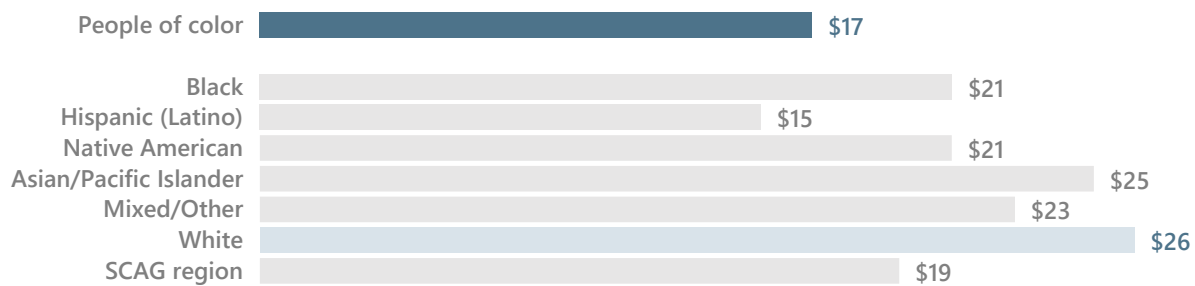 People of color $17
Black $21
Hispanic (Latino) $15
Native American $21
Asian/Pacific Islander $25
Mixed/Other $23
White $26
SCAG region $19